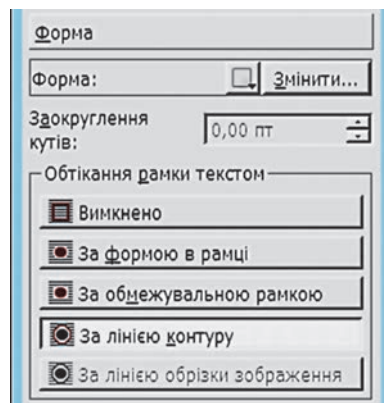 Форма
Форма: Змінити...
Заокруглення
кутів: 0,00 пт
Обтікання рамки текстом
Вимкнено
За формою в рамці
За обмежувальною рамкою
За лінією контуру
За лінією обрізки зображення